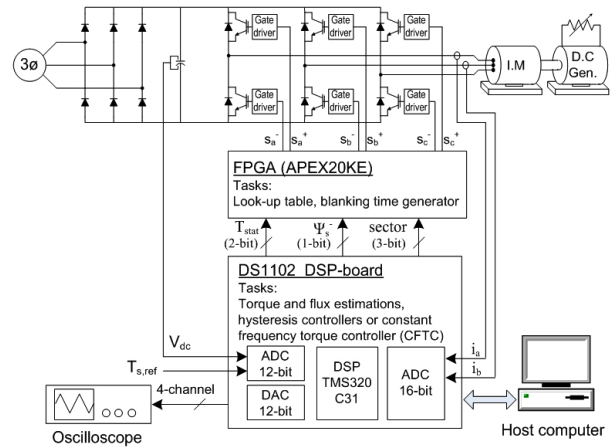 3ø
Gate driver
Gate driver
Gate driver
Gate driver
Gate driver
Gate driver
I.M
D.C Gen.
sa- sa+ sb- sb+ sc- sc+
FPGA (APEX20KE)
Tasks:
Look-up table, blanking time generator
Tstat Ψs- sector
(2-bit) (1-bit) (3-bit)
DS1102 DSP-board
Tasks:
Torque and flux estimations,
hysteresis controllers or constant
frequency torque controller (CFTC)
Vdc
Ts,ref
ADC
12-bit
DAC
12-bit
DSP
TMS320
C31
ADC
16-bit
ia
ib
4-channel
Oscilloscope
Host computer